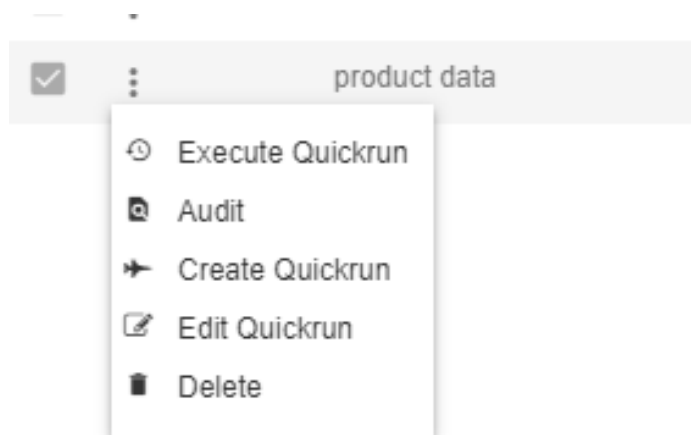 product data
Execute Quickrun
Audit
Create Quickrun
Edit Quickrun
Delete